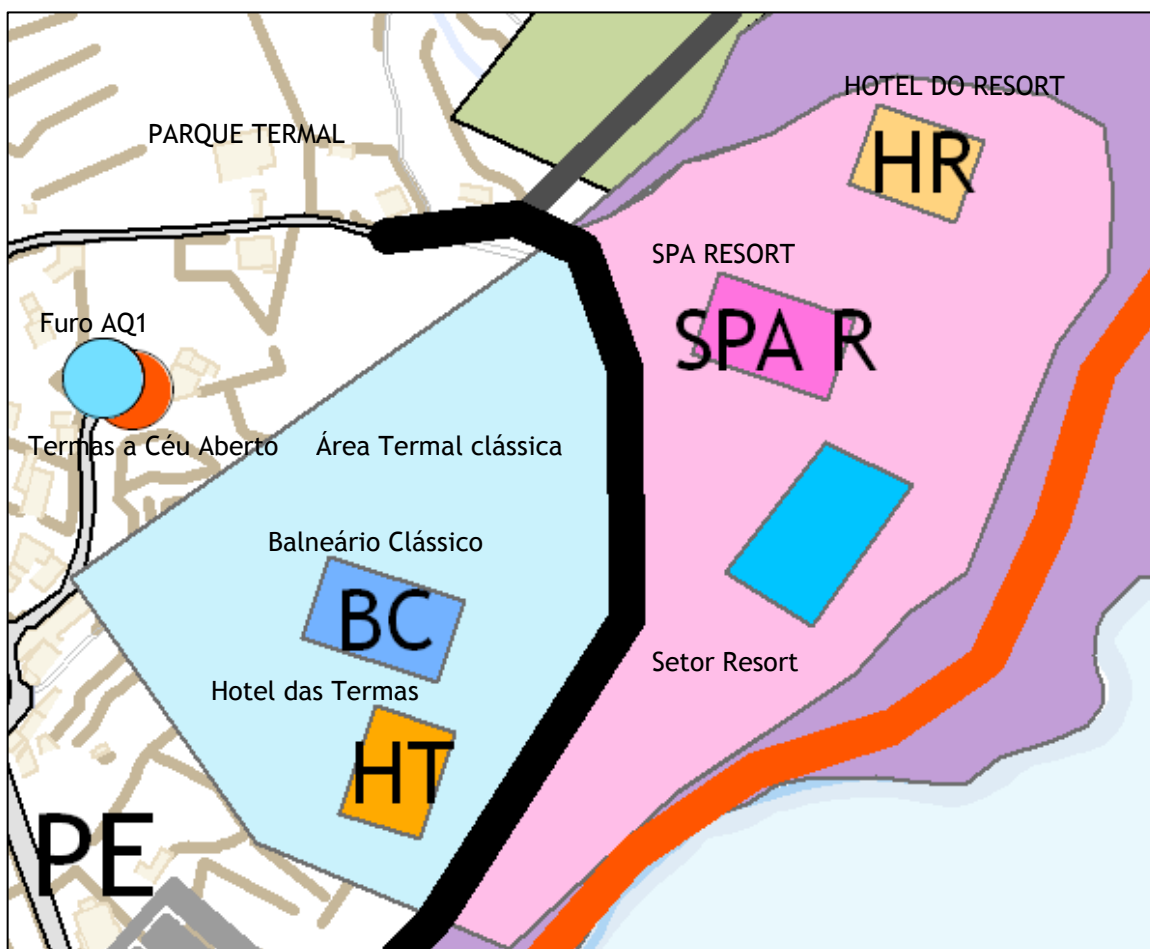 HOTEL DO RESORT
PARQUE TERMAL
HR
SPA RESORT
Furo AQ1
SPA R
Termas a Céu Aberto
Área Termal clássica
Balneário Clássico
BC
Setor Resort
Hotel das Termas
HT
PE